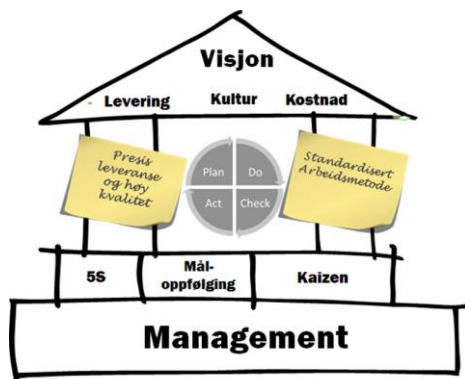 Visjon
Levering Kultur Kostnad
Presis
leveranse
og høy
kvalitet
Plan Do
Act Check
Standardisert
Arbeidsmetode
5S
Mål-
oppfølging
Kaizen
Management